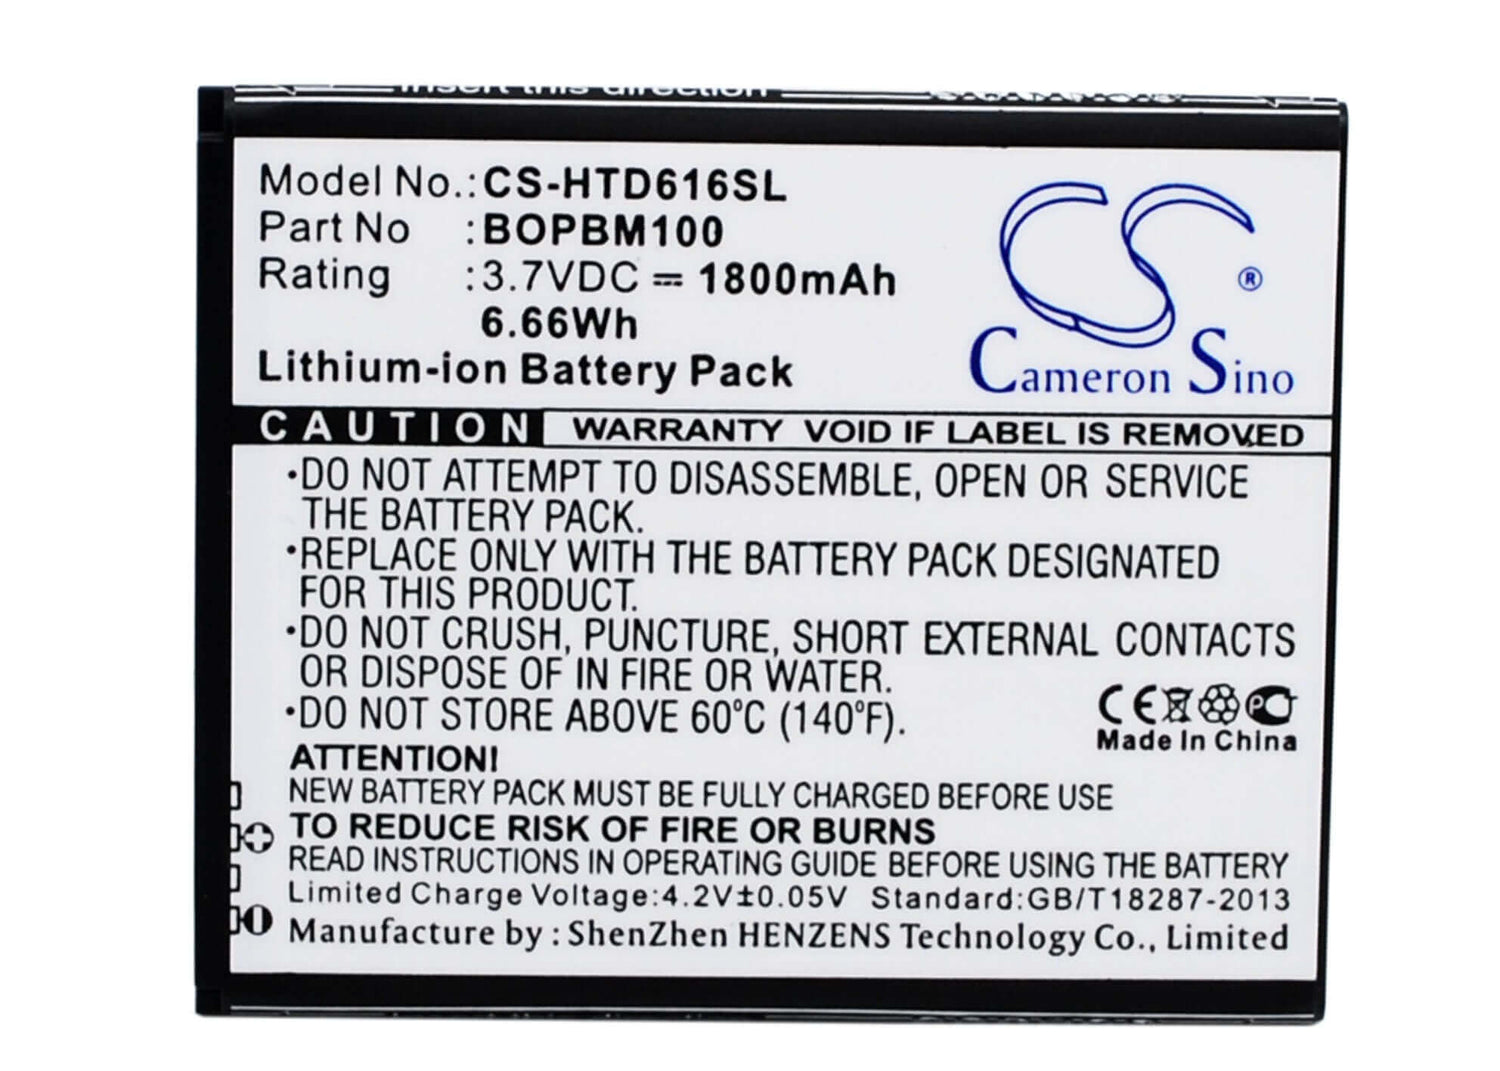 Insert this direction
Model No.: CS-HTD616SL
Part No : BOPBM100
Rating : 3.7VDC ⎓ 1800mAh
6.66Wh
Lithium-ion Battery Pack
CS ®
Cameron Sino
CAUTION WARRANTY VOID IF LABEL IS REMOVED
·DO NOT ATTEMPT TO DISASSEMBLE, OPEN OR SERVICE
THE BATTERY PACK.
·REPLACE ONLY WITH THE BATTERY PACK DESIGNATED
FOR THIS PRODUCT.
·DO NOT CRUSH, PUNCTURE, SHORT EXTERNAL CONTACTS
OR DISPOSE OF IN FIRE OR WATER.
·DO NOT STORE ABOVE 60°C (140°F).
CE PC
Made In China
ATTENTION!
NEW BATTERY PACK MUST BE FULLY CHARGED BEFORE USE
TO REDUCE RISK OF FIRE OR BURNS
READ INSTRUCTIONS IN OPERATING GUIDE BEFORE USING THE BATTERY
Limited Charge Voltage:4.2V±0.05V Standard:GB/T18287-2013
Manufacture by : ShenZhen HENZENS Technology Co., Limited